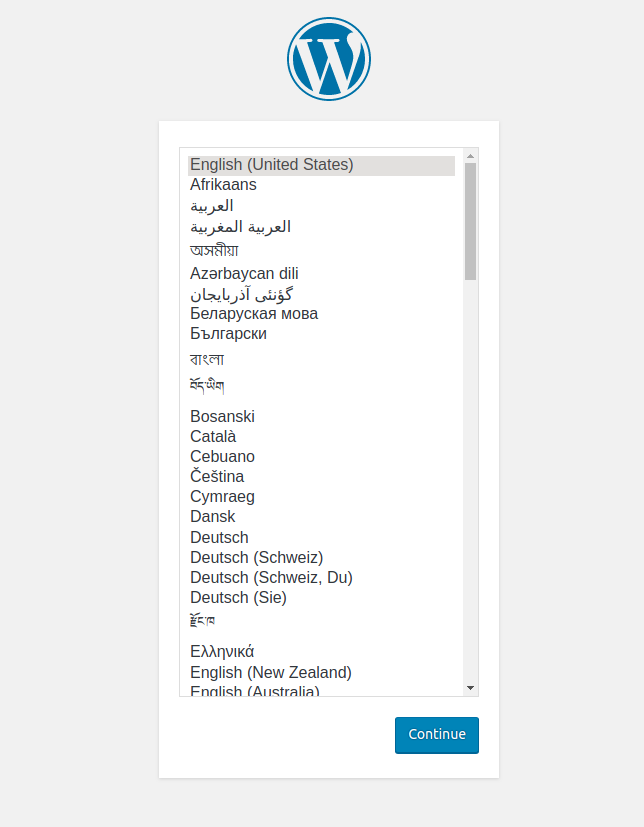 English (United States)
Afrikaans
العربية
العربية المغربية
অসমীয়া
Azərbaycan dili
گؤنئی آذربایجان
Беларуская мова
Български
বাংলা
བོད་ཡིག
Bosanski
Català
Cebuano
Čeština
Cymraeg
Dansk
Deutsch
Deutsch (Schweiz)
Deutsch (Schweiz, Du)
Deutsch (Sie)
རྫོང་ཁ
Ελληνικά
English (New Zealand)
English (Australia)
Continue